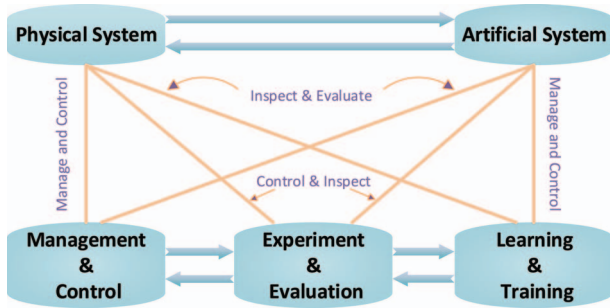 Physical System
Artificial System
Inspect & Evaluate
Manage and Control
Manage and Control
Control & Inspect
Management
&
Control
Experiment
&
Evaluation
Learning
&
Training